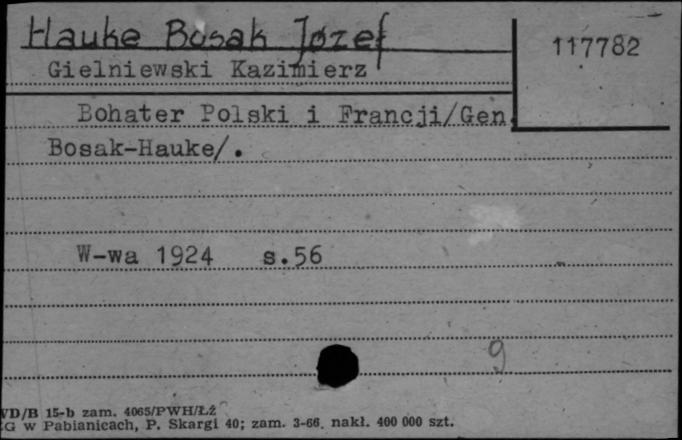 Hauke Bosak Józef
117782
Gielniewski Kazimierz
Bohater Polski i Francji/Gen.
Bosak-Hauke/.
W-wa 1924 s.56
9
VD/B 15-b zam. 4065/PWH/ŁŹ
G w Pabianicach, P. Skargi 40; zam. 3-66. nakł. 400 000 szt.